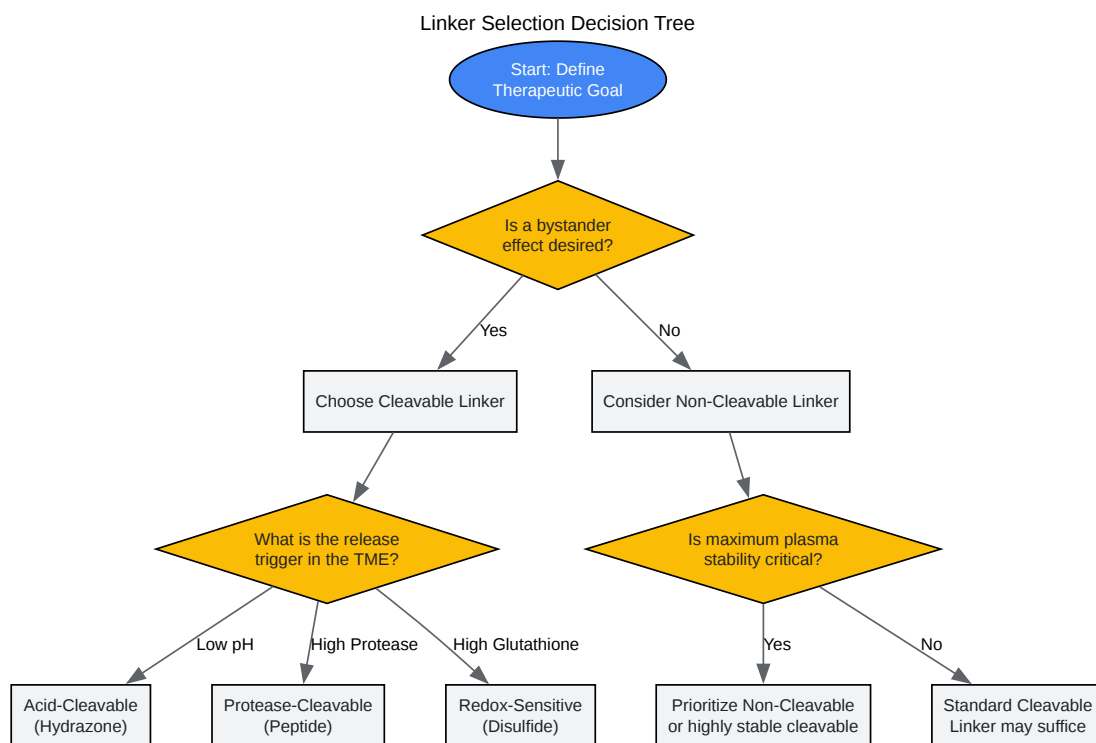 Linker Selection Decision Tree
Start: Define
Therapeutic Goal
Is a bystander
effect desired?
Yes
No
Choose Cleavable Linker
Consider Non-Cleavable Linker
What is the release
trigger in the TME?
Is maximum plasma
stability critical?
Low pH
High Protease
High Glutathione
Yes
No
Acid-Cleavable
(Hydrazone)
Protease-Cleavable
(Peptide)
Redox-Sensitive
(Disulfide)
Prioritize Non-Cleavable
or highly stable cleavable
Standard Cleavable
Linker may suffice